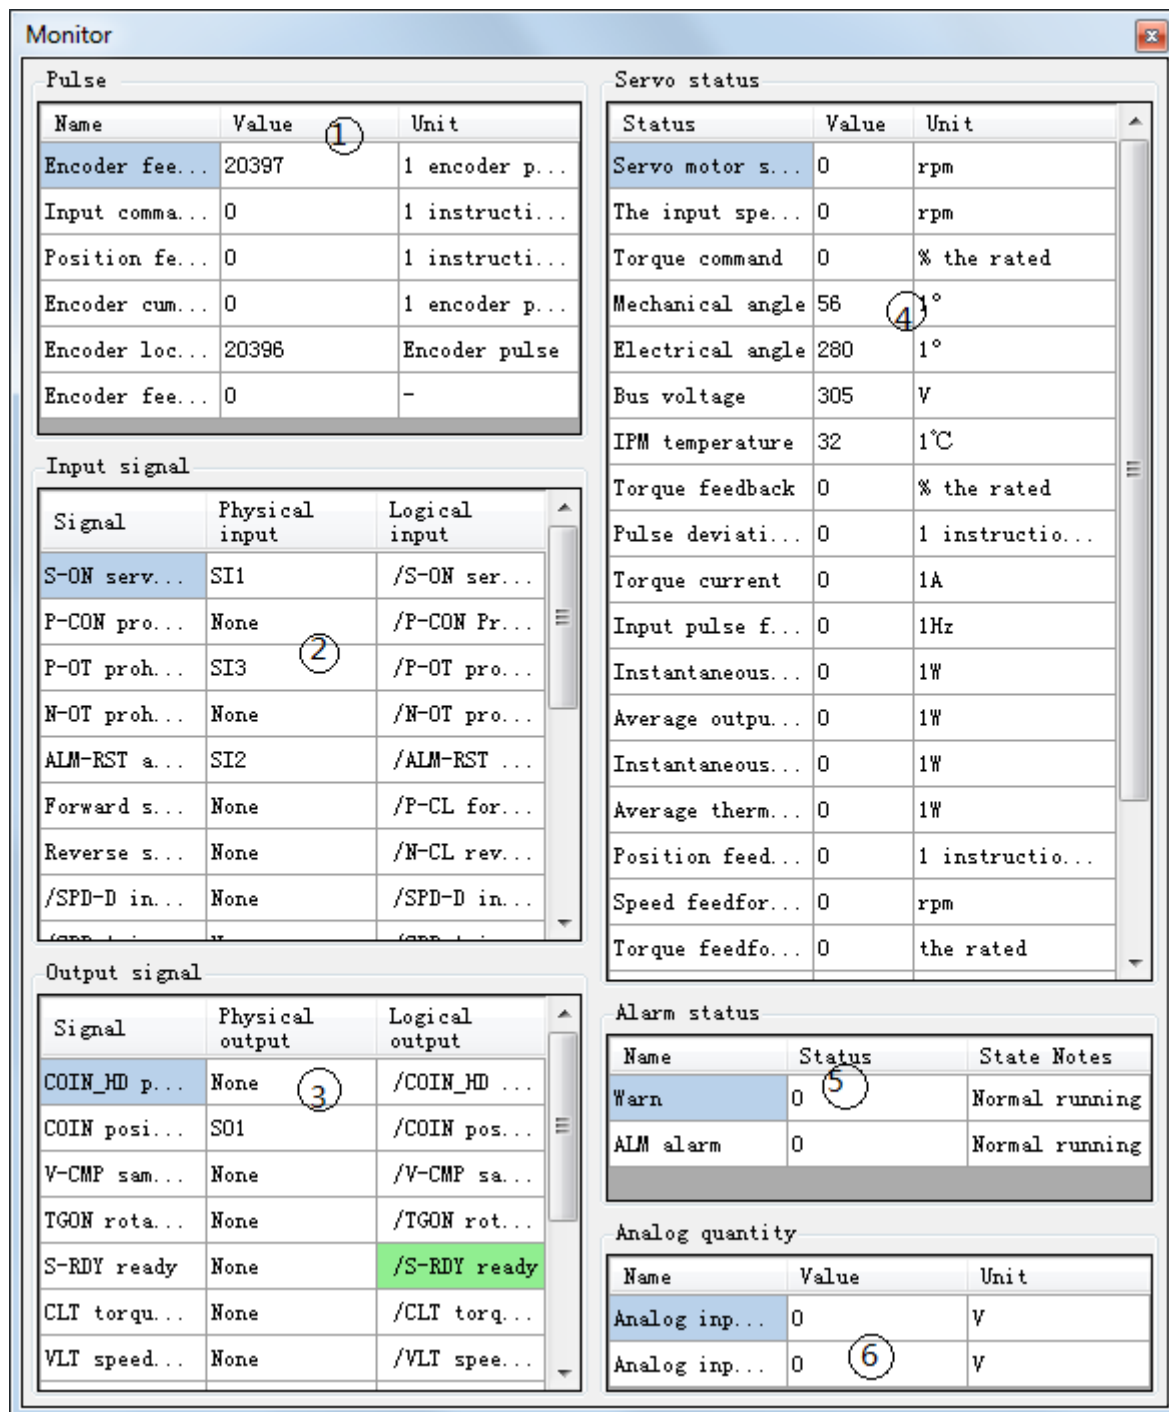 Monitor
Pulse
Name Value ① Unit
Encoder fee... 20397 1 encoder p...
Input comma... 0 1 instructi...
Position fe... 0 1 instructi...
Encoder cum... 0 1 encoder p...
Encoder loc... 20396 Encoder pulse
Encoder fee... 0 -
Input signal
Signal Physical input Logical input
S-ON serv... SI1 /S-ON ser...
P-CON pro... None /P-CON Pr...
②
P-OT proh... SI3 /P-OT pro...
N-OT proh... None /N-OT pro...
ALM-RST a... SI2 /ALM-RST ...
Forward s... None /P-CL for...
Reverse s... None /N-CL rev...
/SPD-D in... None /SPD-D in...
Output signal
Signal Physical output Logical output
COIN_HD p... None ③ /COIN_HD ...
COIN posi... SO1 /COIN pos...
V-CMP sam... None /V-CMP sa...
TGON rota... None /TGON rot...
S-RDY ready None /S-RDY ready
CLT torqu... None /CLT torq...
VLT speed... None /VLT spee...
Servo status
Status Value Unit
Servo motor s... 0 rpm
The input spe... 0 rpm
Torque command 0 % the rated
Mechanical angle 56 ④ 1°
Electrical angle 280 1°
Bus voltage 305 V
IPM temperature 32 1℃
Torque feedback 0 % the rated
Pulse deviati... 0 1 instructio...
Torque current 0 1A
Input pulse f... 0 1Hz
Instantaneous... 0 1W
Average outpu... 0 1W
Instantaneous... 0 1W
Average therm... 0 1W
Position feed... 0 1 instructio...
Speed feedfor... 0 rpm
Torque feedfo... 0 the rated
Alarm status
Name Status State Notes
Warn 0 ⑤ Normal running
ALM alarm 0 Normal running
Analog quantity
Name Value Unit
Analog inp... 0 V
Analog inp... 0 ⑥ V